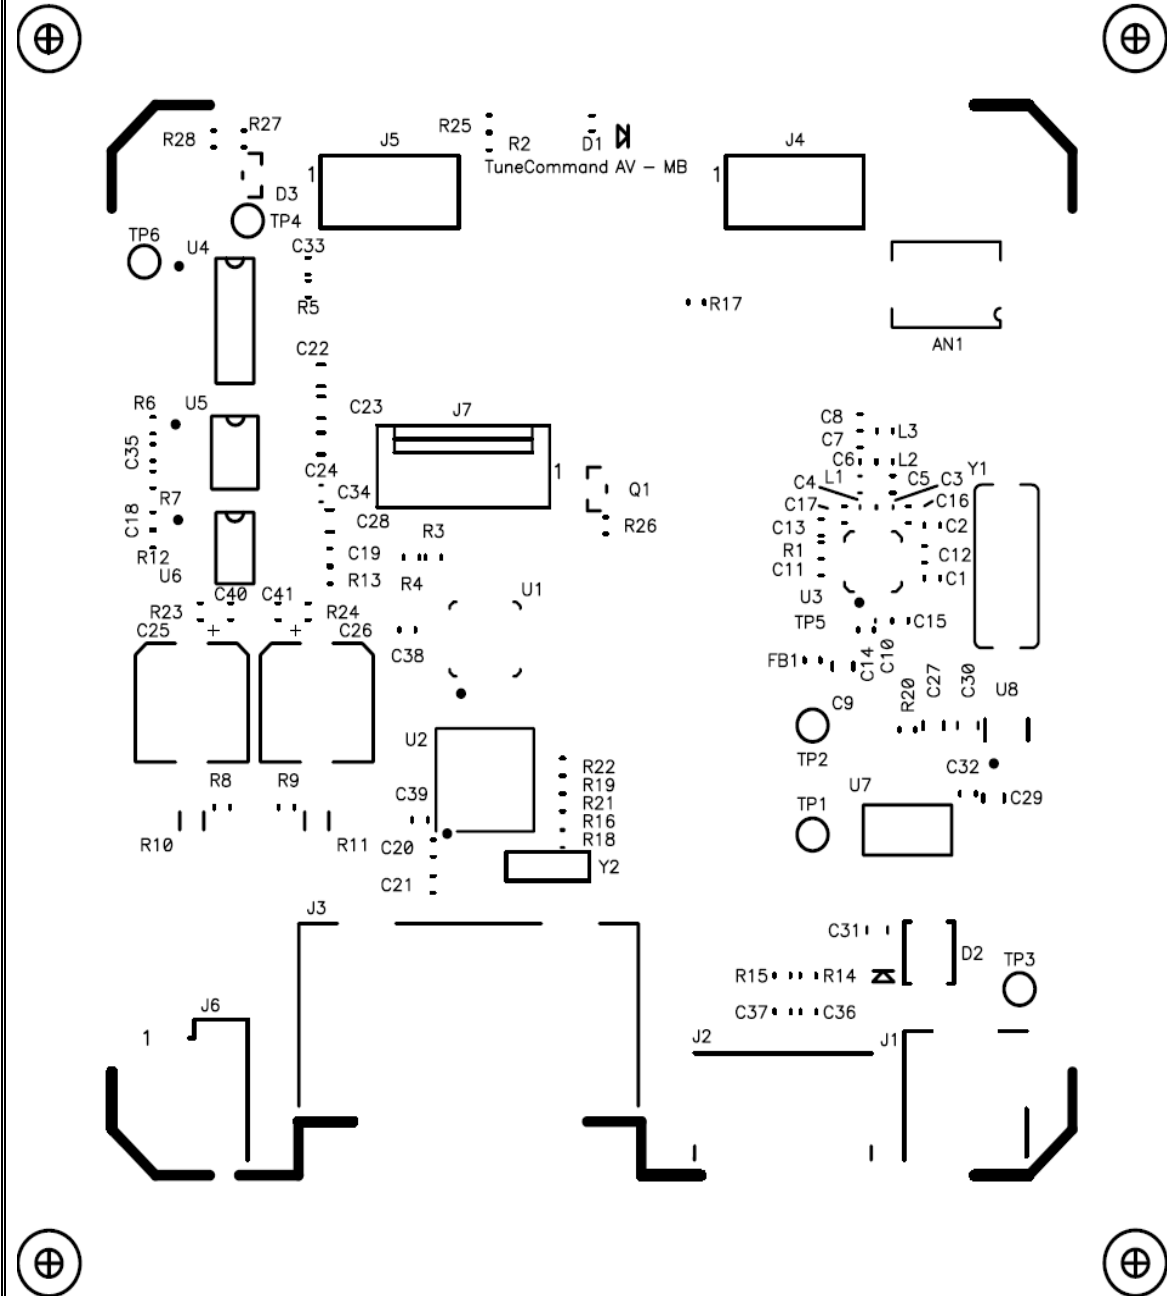 R28
R27
R25
R2
D1
J5
J4
TuneCommand AV – MB
1
1
D3
TP4
TP6
U4
C33
R5
R17
AN1
C22
R6
U5
C23
J7
C8
L3
C35
C7
C6
L2
1
C24
L1
C5
C3
Y1
C4
Q1
R7
C34
C17
C16
C18
C28
R26
C13
C2
R3
R12
C19
R1
C12
U6
R13
R4
C11
C1
U1
C40
C41
U3
R23
R24
TP5
C15
C25
+
+
C26
C38
FB1
C14
C10
C9
R20
C27
C30
U8
U2
TP2
R22
C32
R8
R9
R19
U7
C39
R21
TP1
C29
R16
R10
R11
C20
R18
Y2
C21
J3
C31
D2
TP3
R15
R14
J6
C37
C36
1
J2
J1